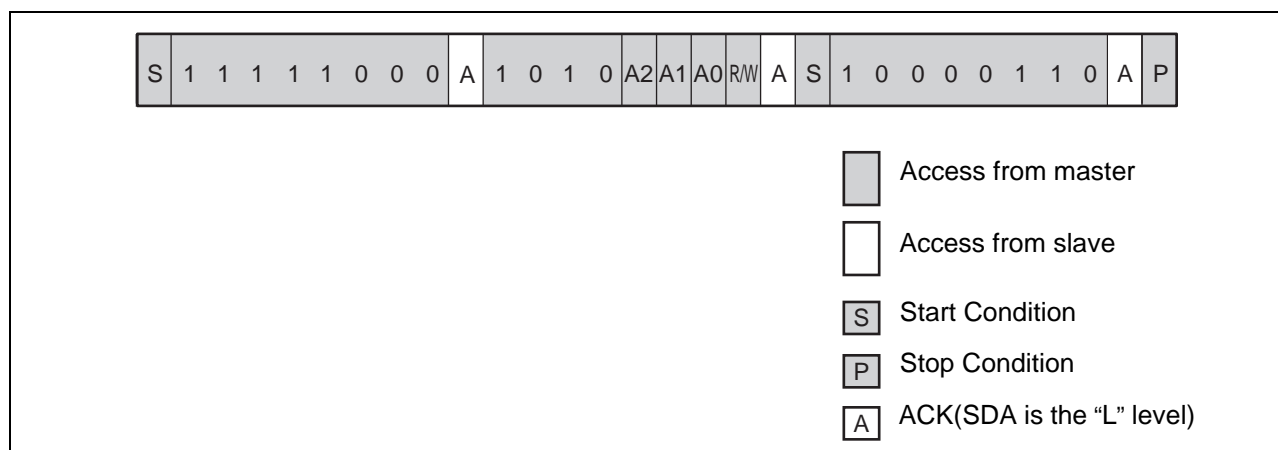 S 1 1 1 1 1 0 0 0 A 1 0 1 0 A2 A1 A0 R/W A S 1 0 0 0 0 1 1 0 A P
Access from master
Access from slave
S Start Condition
P Stop Condition
A ACK(SDA is the “L” level)